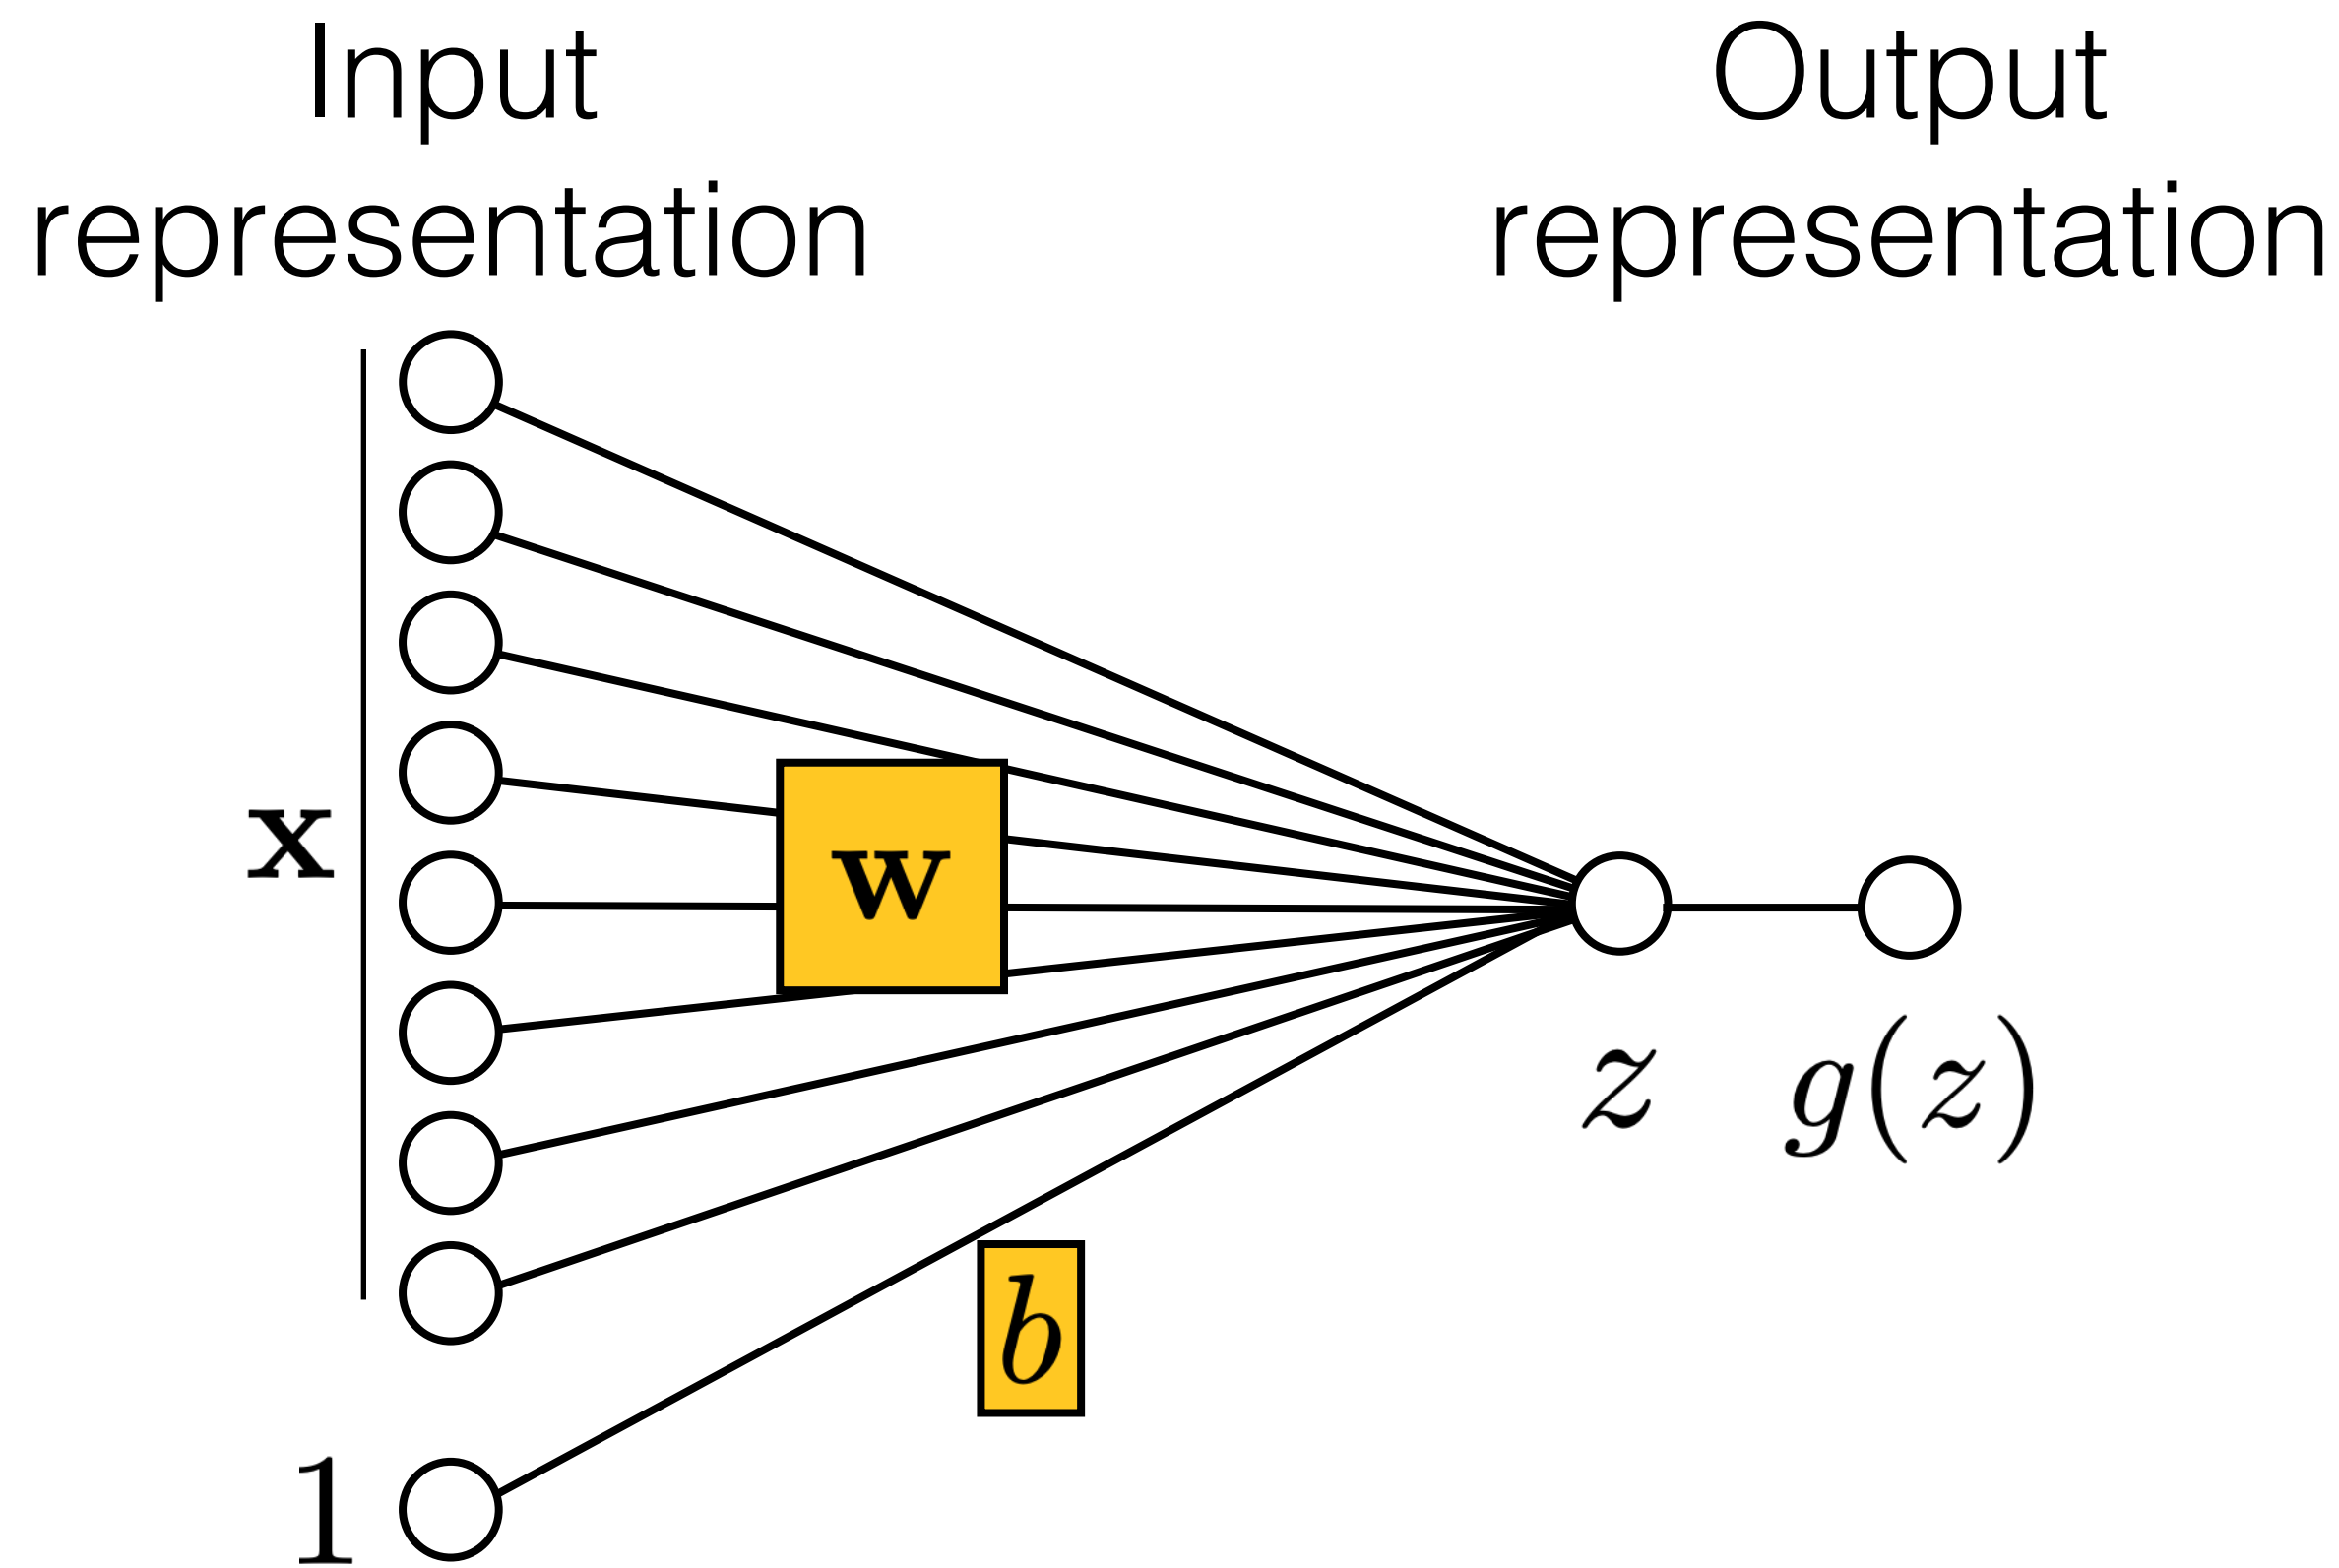 Input
representation
Output
representation
x
w
z
g(z)
b
1